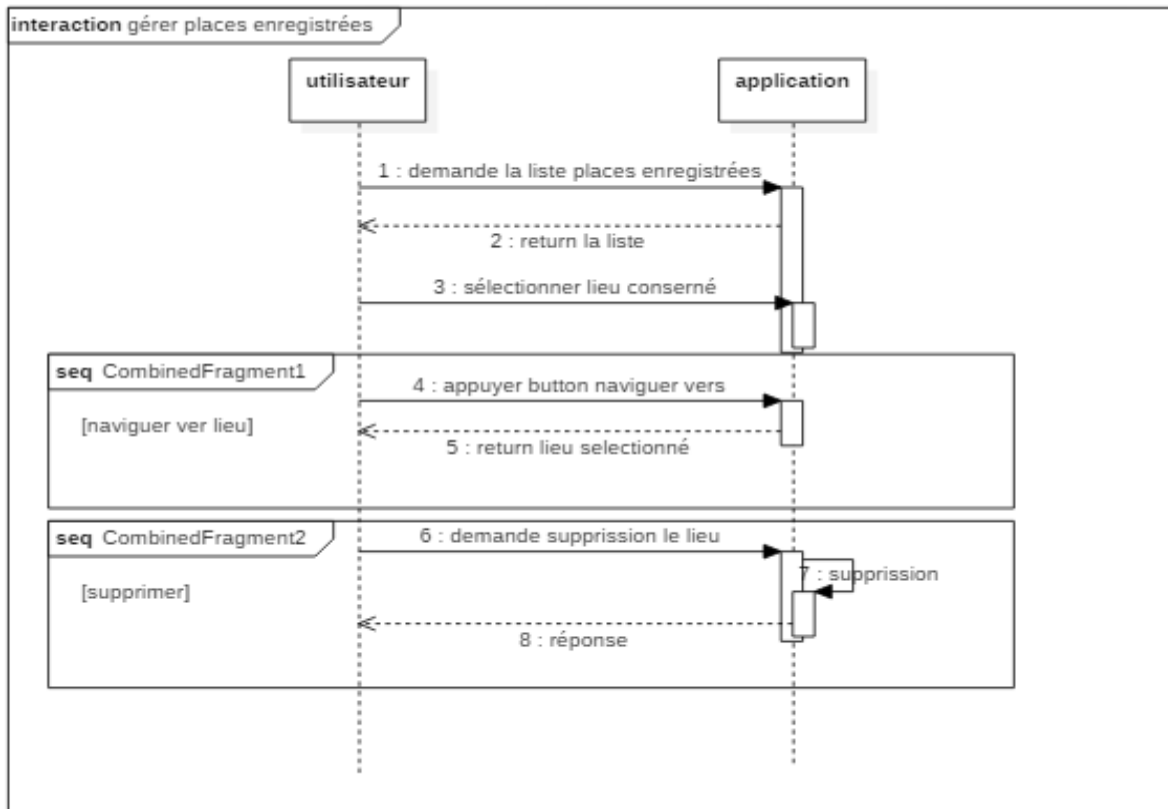 interaction gérer places enregistrées
utilisateur
application
1 : demande la liste places enregistrées
2 : return la liste
3 : sélectionner lieu conserné
seq CombinedFragment1
4 : appuyer button naviguer vers
[naviguer ver lieu]
5 : return lieu selectionné
seq CombinedFragment2
6 : demande supprission le lieu
7 : supprission
[supprimer]
8 : réponse